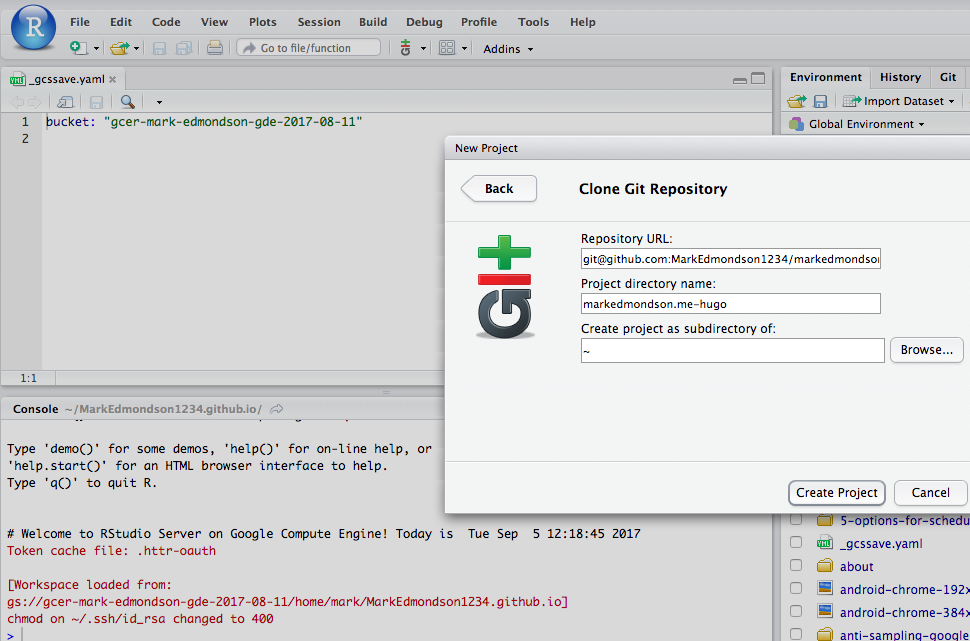 R
File Edit Code View Plots Session Build Debug Profile Tools Help
Go to file/function Addins
_gcssave.yaml
Environment History Git
Import Dataset
Global Environment
1 bucket: "gcer-mark-edmondson-gde-2017-08-11"
2
New Project
Back Clone Git Repository
git
Repository URL:
git@github.com:MarkEdmondson1234/markedmondso
Project directory name:
markedmondson.me-hugo
Create project as subdirectory of:
~ Browse...
Create Project Cancel
1:1
Console ~/MarkEdmondson1234.github.io/
Type 'demo()' for some demos, 'help()' for on-line help, or
'help.start()' for an HTML browser interface to help.
Type 'q()' to quit R.
# Welcome to RStudio Server on Google Compute Engine! Today is Tue Sep 5 12:18:45 2017
Token cache file: .httr-oauth
[Workspace loaded from:
gs://gcer-mark-edmondson-gde-2017-08-11/home/mark/MarkEdmondson1234.github.io]
chmod on ~/.ssh/id_rsa changed to 400
>
5-options-for-schedu
_gcssave.yaml
about
android-chrome-192x
android-chrome-384x
anti-sampling-google